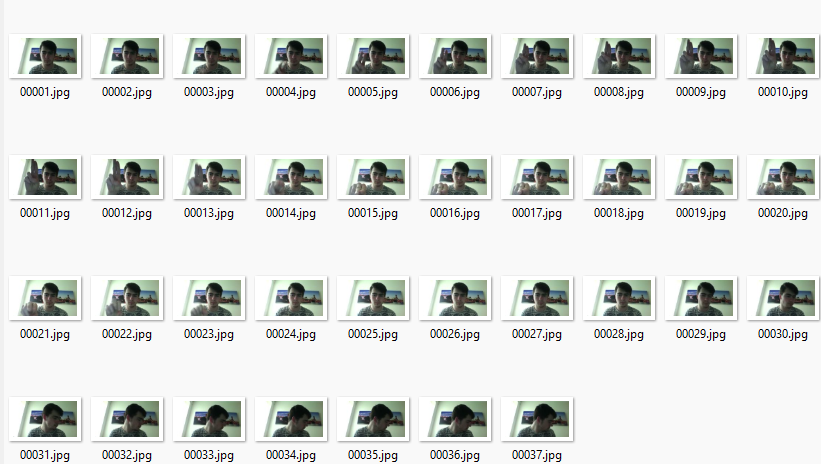 00001.jpg 00002.jpg 00003.jpg 00004.jpg 00005.jpg 00006.jpg 00007.jpg 00008.jpg 00009.jpg 00010.jpg
00011.jpg 00012.jpg 00013.jpg 00014.jpg 00015.jpg 00016.jpg 00017.jpg 00018.jpg 00019.jpg 00020.jpg
00021.jpg 00022.jpg 00023.jpg 00024.jpg 00025.jpg 00026.jpg 00027.jpg 00028.jpg 00029.jpg 00030.jpg
00031.jpg 00032.jpg 00033.jpg 00034.jpg 00035.jpg 00036.jpg 00037.jpg